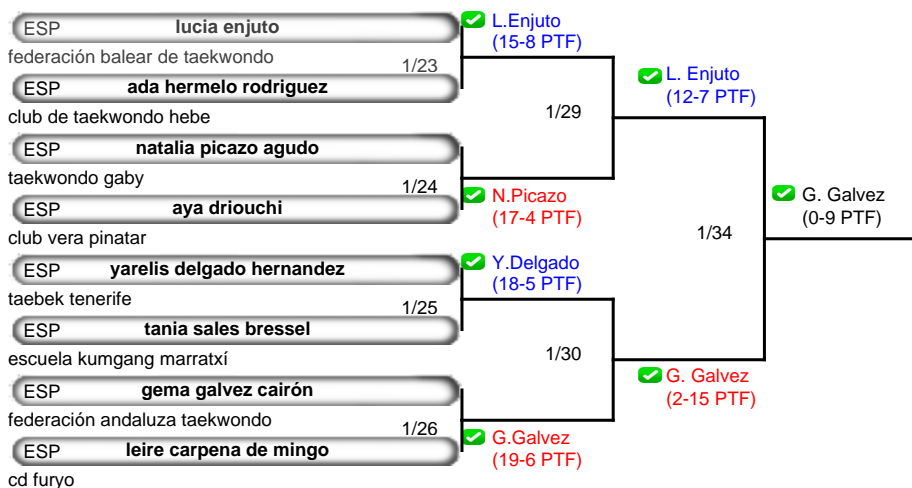 ESP lucia enjuto
federación balear de taekwondo
1/23
ESP ada hermelo rodriguez
club de taekwondo hebe
ESP natalia picazo agudo
taekwondo gaby
1/24
ESP aya driouchi
club vera pinatar
ESP yarelis delgado hernandez
taebek tenerife
1/25
ESP tania sales bressel
escuela kumgang marratxí
ESP gema galvez cairón
federación andaluza taekwondo
1/26
ESP leire carpena de mingo
cd furyo
L.Enjuto
(15-8 PTF)
1/29
N.Picazo
(17-4 PTF)
Y.Delgado
(18-5 PTF)
1/30
G.Galvez
(19-6 PTF)
L. Enjuto
(12-7 PTF)
1/34
G. Galvez
(2-15 PTF)
G. Galvez
(0-9 PTF)